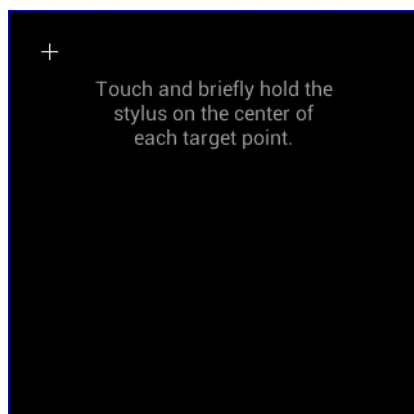 Touch and briefly hold the
stylus on the center of
each target point.